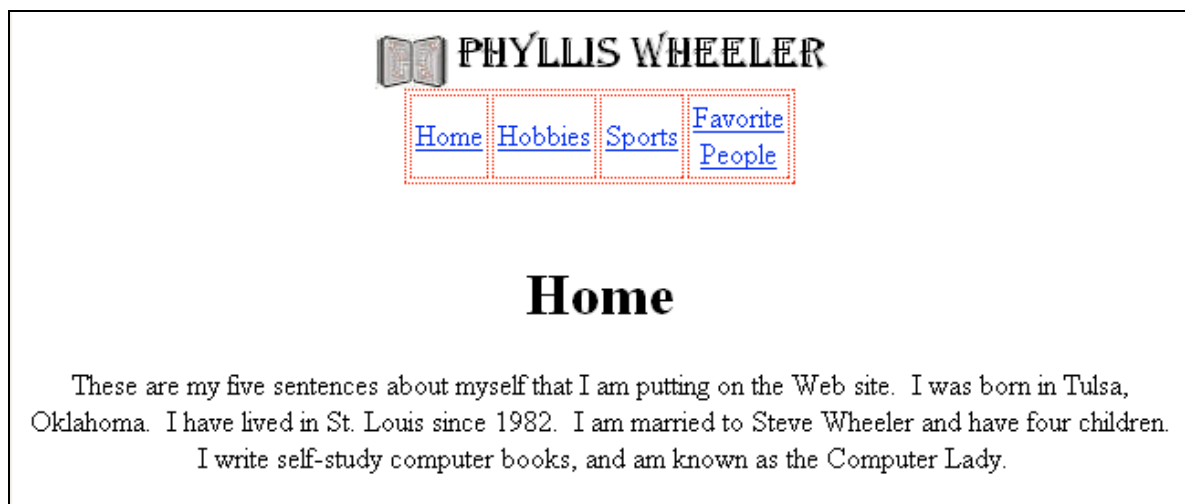 PHYLLIS WHEELER
Home Hobbies Sports Favorite People
Home
These are my five sentences about myself that I am putting on the Web site.  I was born in Tulsa,
Oklahoma.  I have lived in St. Louis since 1982.  I am married to Steve Wheeler and have four children.
I write self-study computer books, and am known as the Computer Lady.